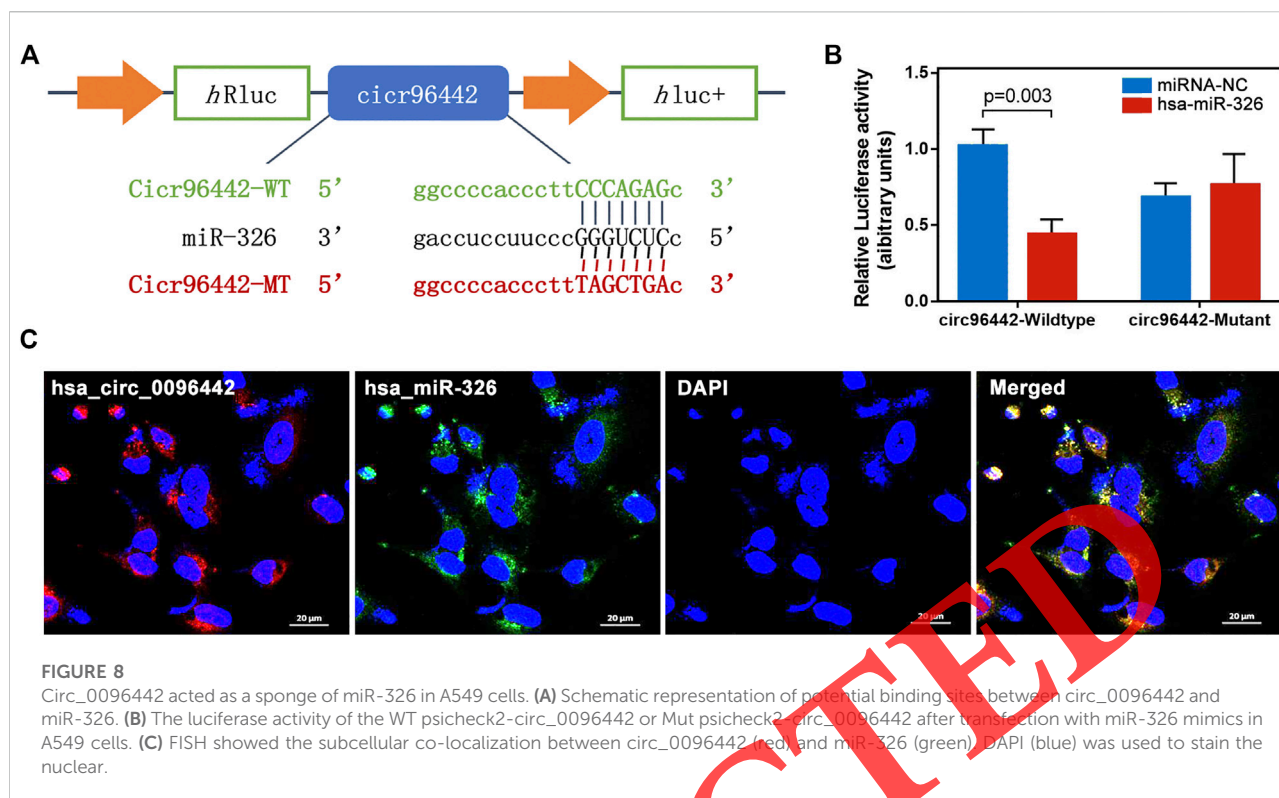 A
hRluc cicr96442 hluc+
Cicr96442-WT 5' ggccccacccttCCCAGAGc 3'
miR-326 3' gaccuccuucccGGGUCUCc 5'
Cicr96442-MT 5' ggccccacccttTAGCTGAc 3'
B
Relative Luciferase activity
(aibitrary units)
1.5
1.0
0.5
0.0
p=0.003
miRNA-NC
hsa-miR-326
circ96442-Wildtype circ96442-Mutant
C
hsa_circ_0096442 hsa_miR-326 DAPI Merged
20 μm 20 μm 20 μm 20 μm
FIGURE 8
Circ_0096442 acted as a sponge of miR-326 in A549 cells. (A) Schematic representation of potential binding sites between circ_0096442 and
miR-326. (B) The luciferase activity of the WT psicheck2-circ_0096442 or Mut psicheck2-circ_0096442 after transfection with miR-326 mimics in
A549 cells. (C) FISH showed the subcellular co-localization between circ_0096442 (red) and miR-326 (green). DAPI (blue) was used to stain the
nuclear.
CTED